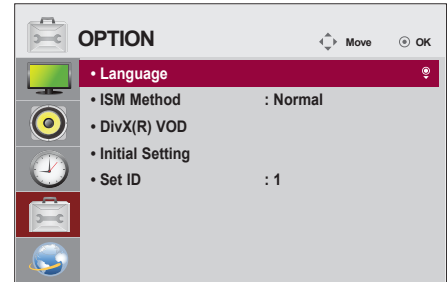 OPTION Move OK
• Language
• ISM Method : Normal
• DivX(R) VOD
• Initial Setting
• Set ID : 1